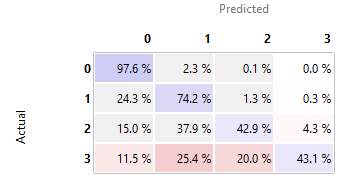 Predicted
0 1 2 3
0 97.6 % 2.3 % 0.1 % 0.0 %
1 24.3 % 74.2 % 1.3 % 0.3 %
2 15.0 % 37.9 % 42.9 % 4.3 %
3 11.5 % 25.4 % 20.0 % 43.1 %
Actual